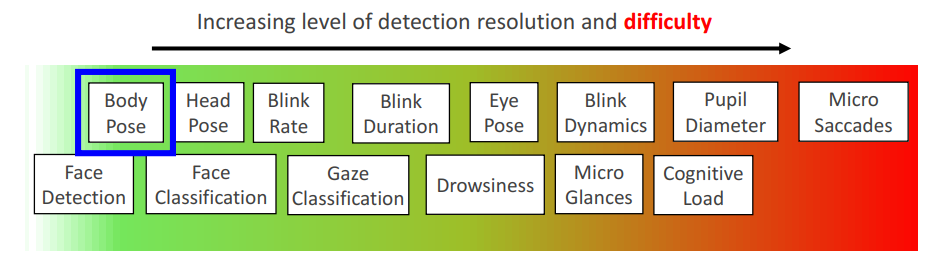 Increasing level of detection resolution and difficulty
Body
Pose
Head
Pose
Blink
Rate
Blink
Duration
Eye
Pose
Blink
Dynamics
Pupil
Diameter
Micro
Saccades
Face
Detection
Face
Classification
Gaze
Classification
Drowsiness
Micro
Glances
Cognitive
Load